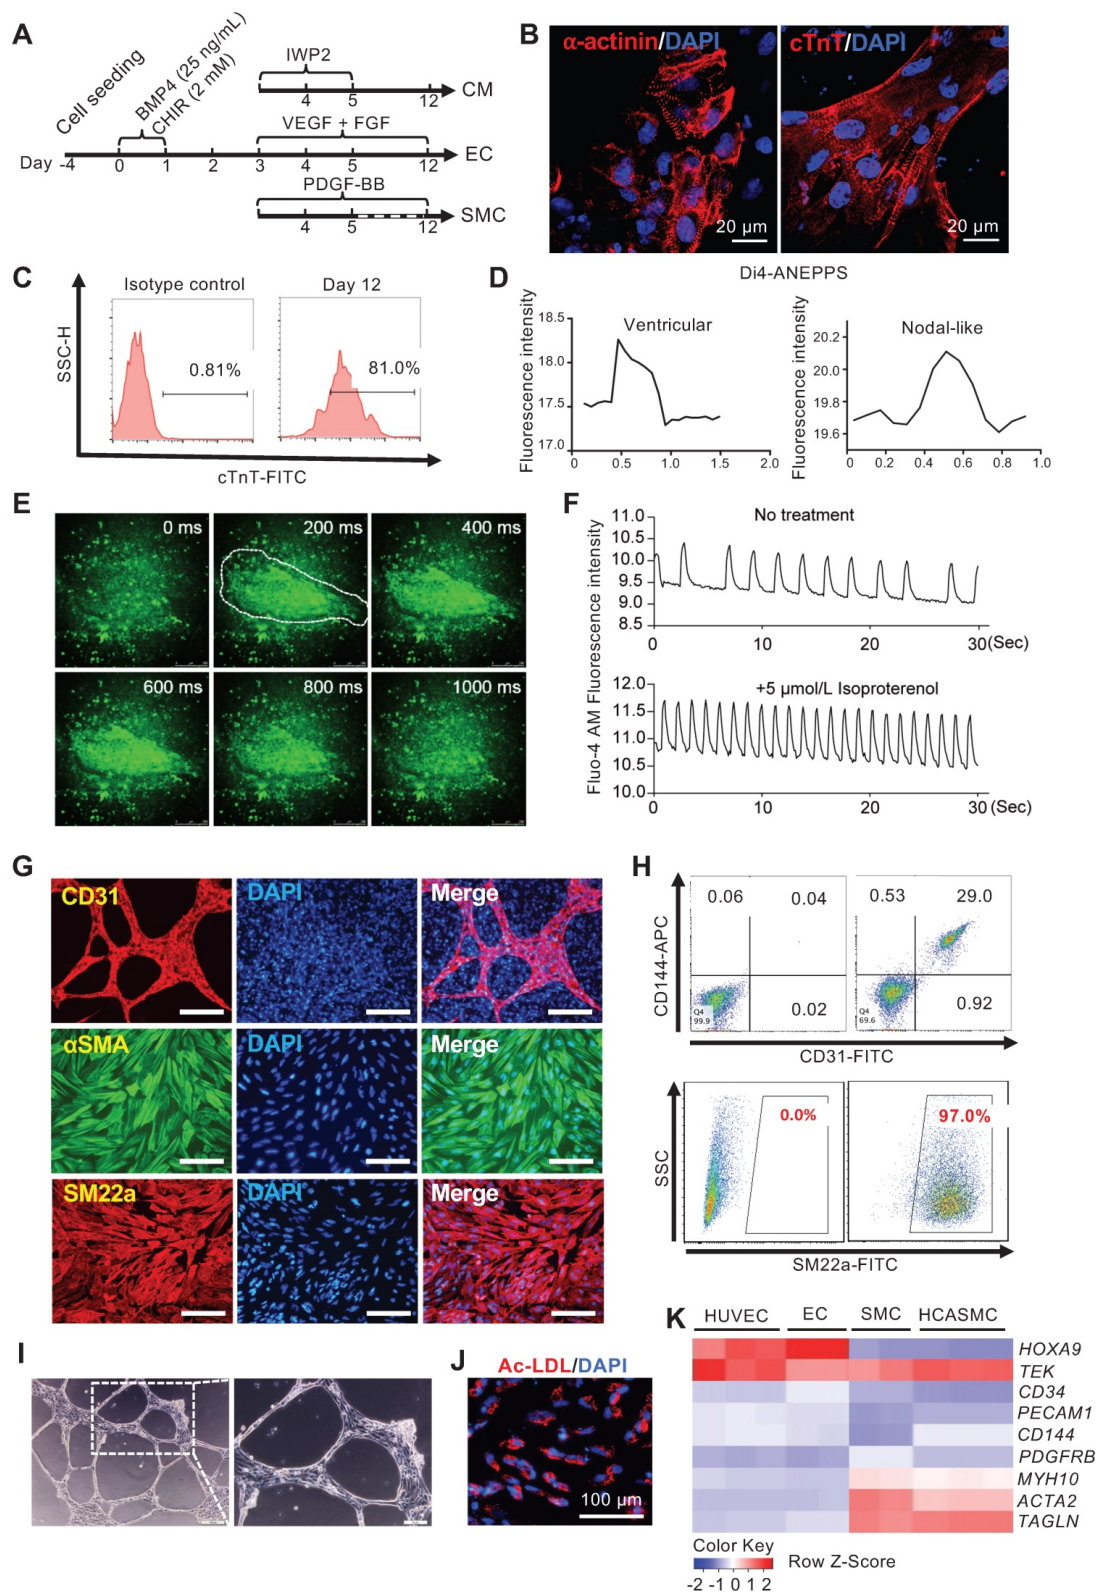 A
Cell seeding
BMP4 (25 ng/mL)
CHIR (2 mM)
IWP2
4 5 12 CM
VEGF + FGF
Day -4 0 1 2 3 4 5 12 EC
PDGF-BB
4 5 12 SMC
B
α-actinin/DAPI
20 µm
cTnT/DAPI
20 µm
C
Isotype control
Day 12
SSC-H
0.81%
81.0%
cTnT-FITC
D
Di4-ANEPPS
Fluorescence intensity
Ventricular
18.5
18.0
17.5
17.0
0 0.5 1.0 1.5 2.0
Fluorescence intensity
Nodal-like
20.2
20.0
19.8
19.6
0 0.2 0.4 0.6 0.8 1.0
E
0 ms
200 ms
400 ms
600 ms
800 ms
1000 ms
F
Fluo-4 AM Fluorescence intensity
No treatment
11.0
10.5
10.0
9.5
9.0
8.5
0 10 20 30 (Sec)
+5 µmol/L Isoproterenol
12.0
11.5
11.0
10.5
10.0
0 10 20 30 (Sec)
G
CD31
DAPI
Merge
αSMA
DAPI
Merge
SM22a
DAPI
Merge
H
CD144-APC
0.06 0.04
0.02
Q4
99.9
0.53 29.0
0.92
Q4
69.6
CD31-FITC
SSC
0.0%
97.0%
SM22a-FITC
I
J
Ac-LDL/DAPI
100 µm
K
HUVEC EC SMC HCASMC
HOXA9
TEK
CD34
PECAM1
CD144
PDGFRB
MYH10
ACTA2
TAGLN
Color Key
-2 -1 0 1 2
Row Z-Score